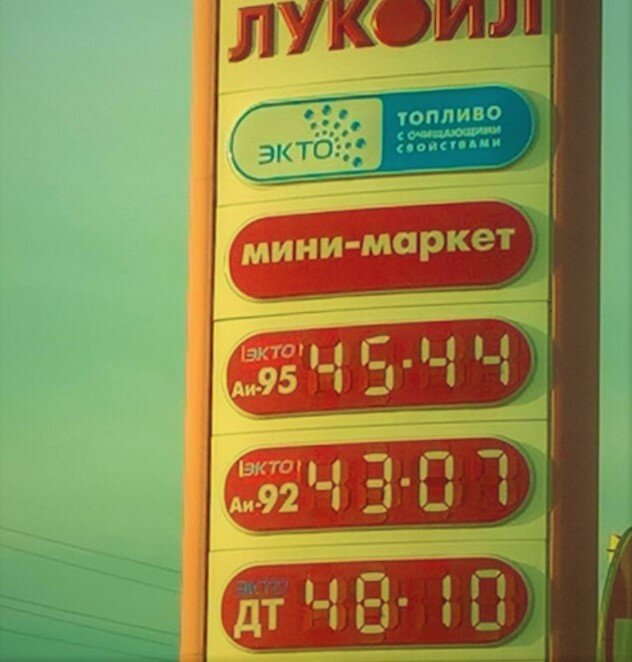 ЛУКОЙЛ
ЭКТО
ТОПЛИВО
С ОЧИЩАЮЩИМИ
СВОЙСТВАМИ
мини-маркет
ЭКТО
Аи-95 45-44
ЭКТО
Аи-92 43-07
ЭКТО
ДТ 48-10